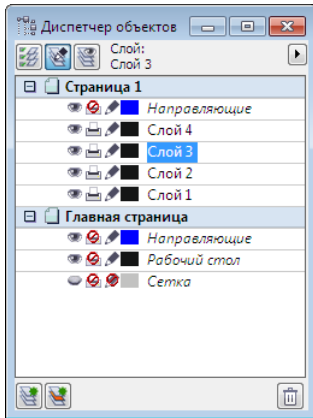 Диспетчер объектов
Слой:
Слой 3
Страница 1
Направляющие
Слой 4
Слой 3
Слой 2
Слой 1
Главная страница
Направляющие
Рабочий стол
Сетка